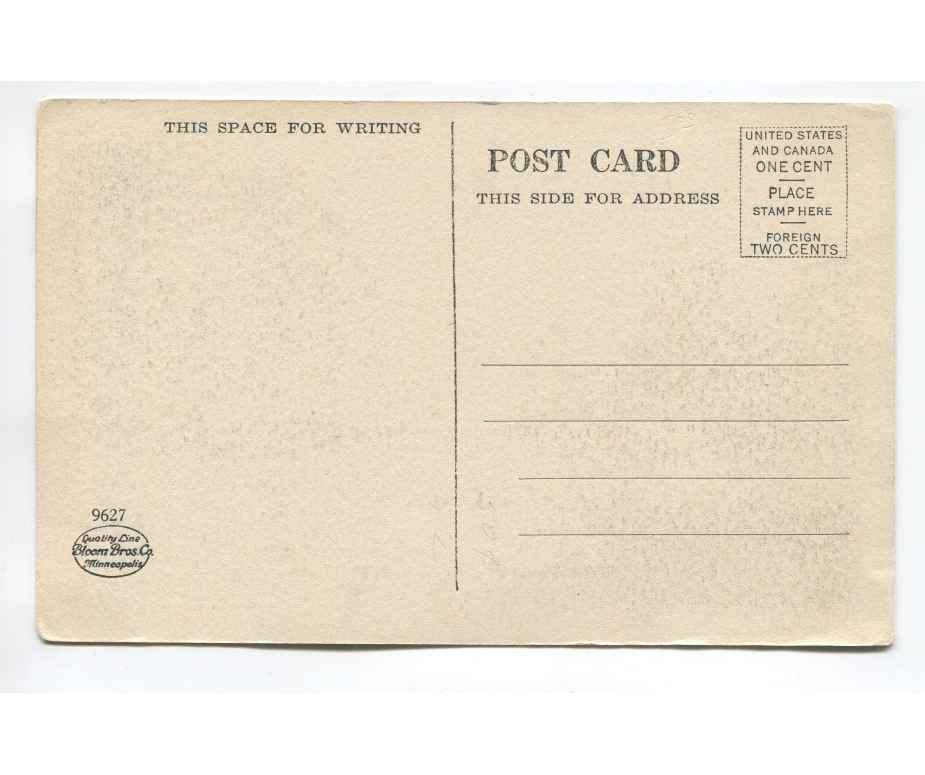 THIS SPACE FOR WRITING
POST CARD
THIS SIDE FOR ADDRESS
UNITED STATES
AND CANADA
ONE CENT
PLACE
STAMP HERE
FOREIGN
TWO CENTS
9627
Quality Line
Bloom Bros. Co.
Minneapolis